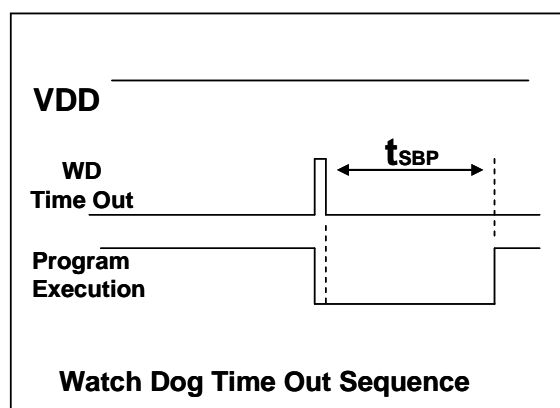 VDD
tSBP
WD
Time Out
Program
Execution
Watch Dog Time Out Sequence